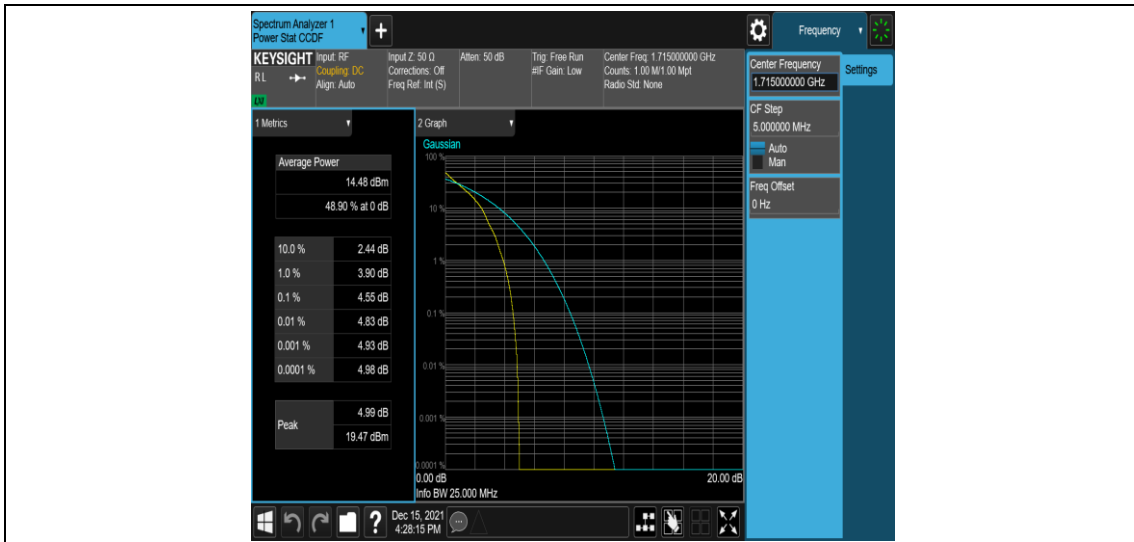 Spectrum Analyzer 1
Power Stat CCDF
+
Frequency
KEYSIGHT
RL
LXI
Input: RF
Coupling: DC
Align: Auto
Input Z: 50 Ω
Corrections: Off
Freq Ref: Int (S)
Atten: 50 dB
Trig: Free Run
#IF Gain: Low
Center Freq: 1.715000000 GHz
Counts: 1.00 M/1.00 Mpt
Radio Std: None
Center Frequency
1.715000000 GHz
Settings
CF Step
5.000000 MHz
Auto
Man
Freq Offset
0 Hz
1 Metrics
Average Power
14.48 dBm
48.90 % at 0 dB
10.0 % 2.44 dB
1.0 % 3.90 dB
0.1 % 4.55 dB
0.01 % 4.83 dB
0.001 % 4.93 dB
0.0001 % 4.98 dB
Peak
4.99 dB
19.47 dBm
2 Graph
Gaussian
100 %
10 %
1 %
0.1 %
0.01 %
0.001 %
0.0001 %
0.00 dB 20.00 dB
Info BW 25.000 MHz
?
Dec 15, 2021
4:28:15 PM